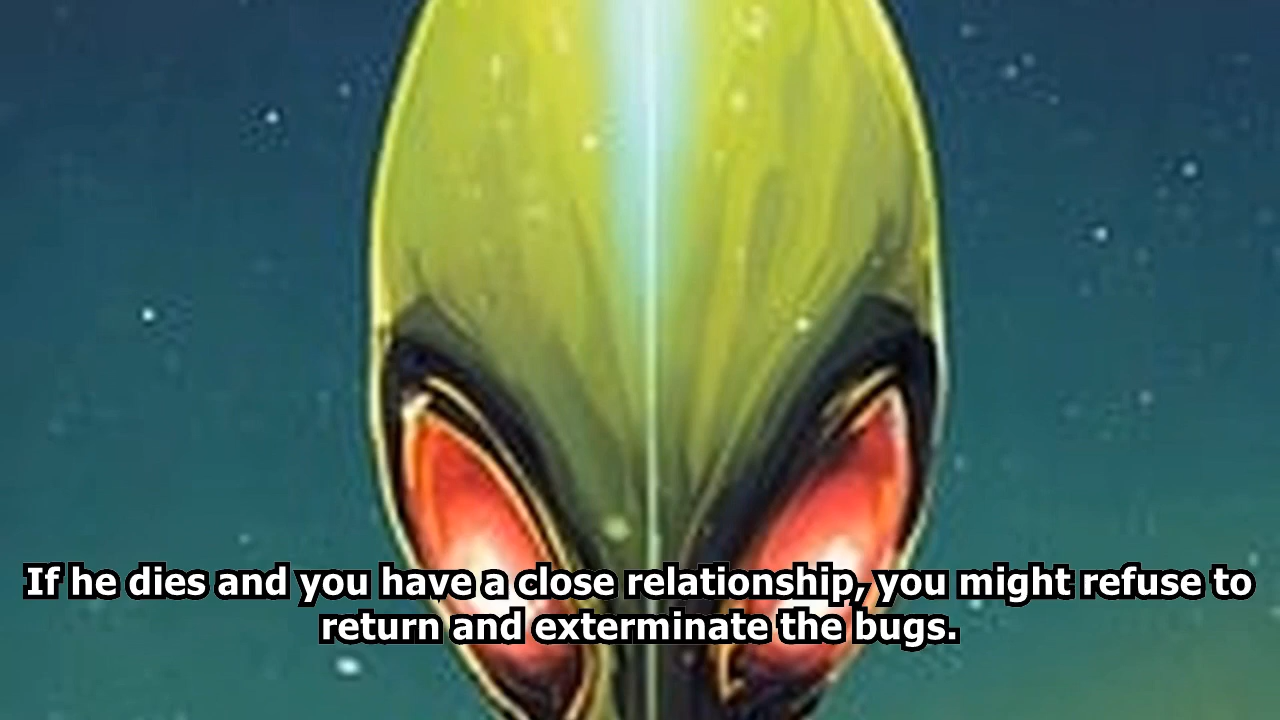 If he dies and you have a close relationship, you might refuse to
return and exterminate the bugs.